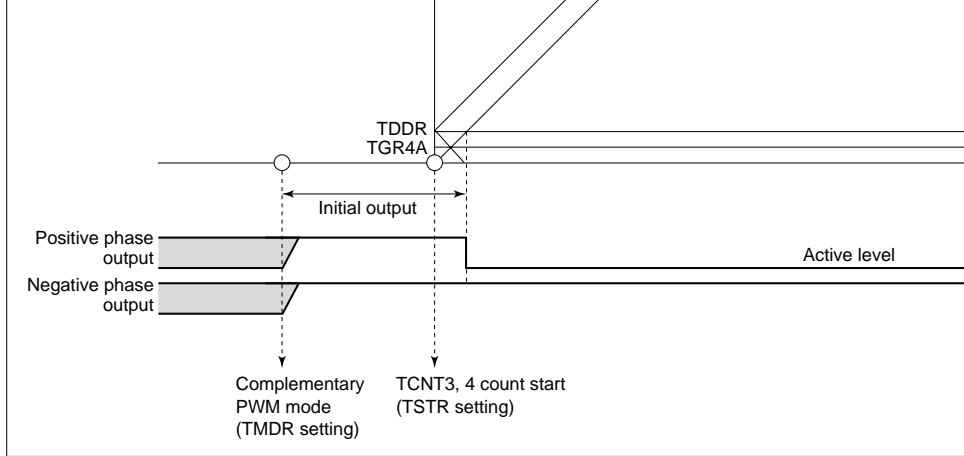 TDDR
TGR4A
Initial output
Positive phase
output
Active level
Negative phase
output
Complementary
PWM mode
(TMDR setting)
TCNT3, 4 count start
(TSTR setting)